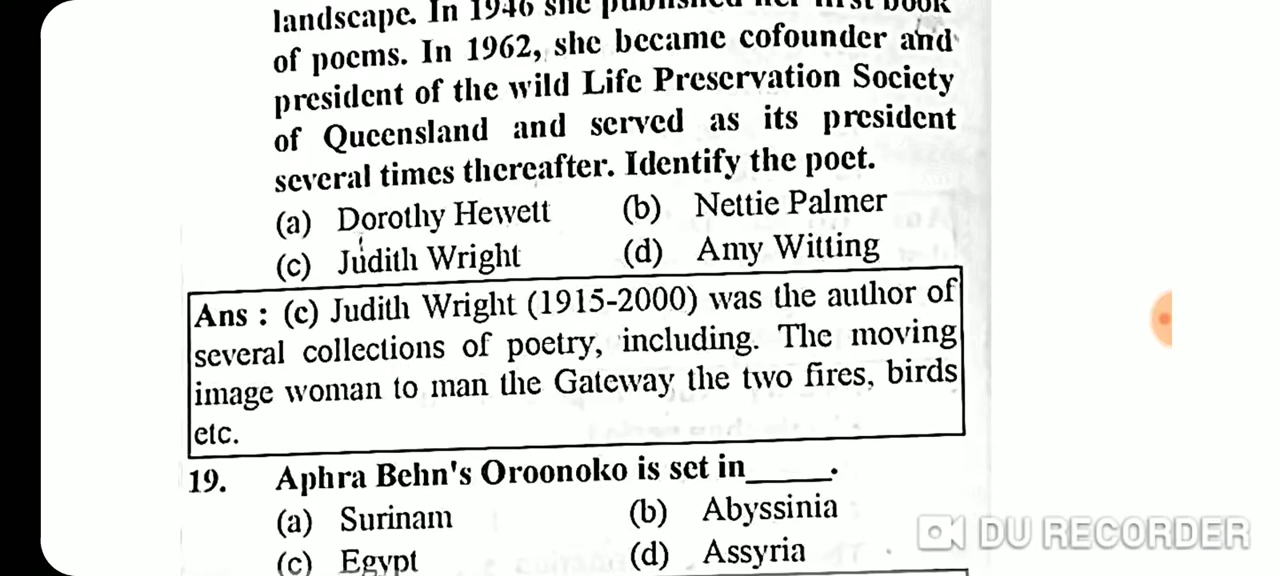 landscape. In 1946 she published her first book
of poems. In 1962, she became cofounder and
president of the wild Life Preservation Society
of Queensland and served as its president
several times thereafter. Identify the poet.
(a) Dorothy Hewett (b) Nettie Palmer
(c) Judith Wright (d) Amy Witting
Ans : (c) Judith Wright (1915-2000) was the author of
several collections of poetry, including. The moving
image woman to man the Gateway the two fires, birds
etc.
19. Aphra Behn's Oroonoko is set in_____.
(a) Surinam (b) Abyssinia
(c) Egypt (d) Assyria
DU RECORDER